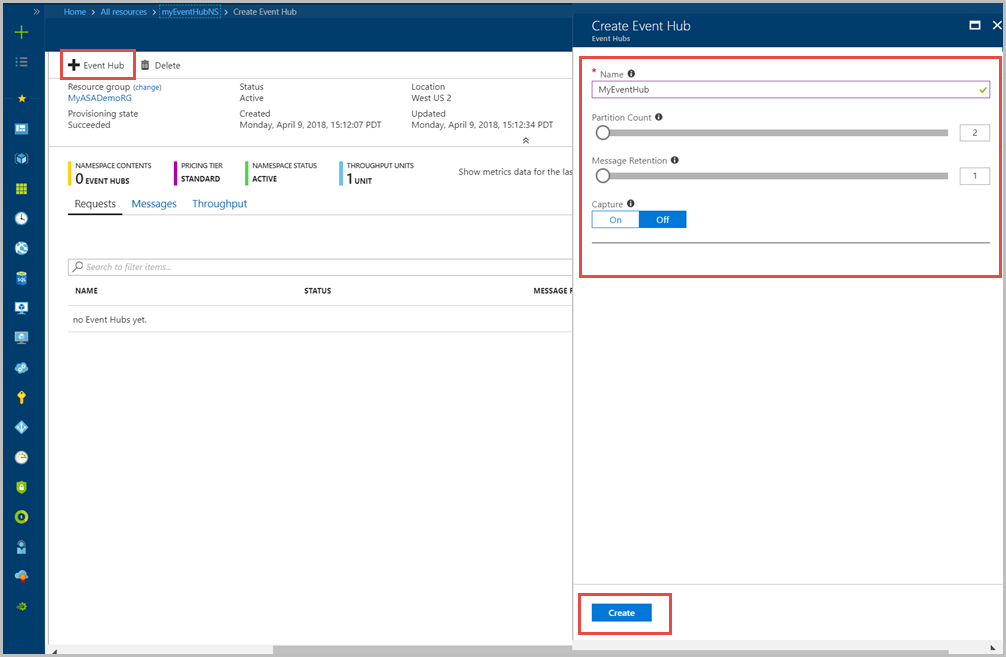 Home > All resources > myEventHubNS > Create Event Hub
Event Hub
Delete
Resource group (change)
MyASADemoRG
Status
Active
Location
West US 2
Provisioning state
Succeeded
Created
Monday, April 9, 2018, 15:12:07 PDT
Updated
Monday, April 9, 2018, 15:12:34 PDT
NAMESPACE CONTENTS
0 EVENT HUBS
PRICING TIER
STANDARD
NAMESPACE STATUS
ACTIVE
THROUGHPUT UNITS
1 UNIT
Show metrics data for the las
Requests Messages Throughput
Search to filter items...
NAME STATUS MESSAGE
no Event Hubs yet.
Create Event Hub
Event Hubs
* Name
MyEventHub
Partition Count
2
Message Retention
1
Capture
On Off
Create